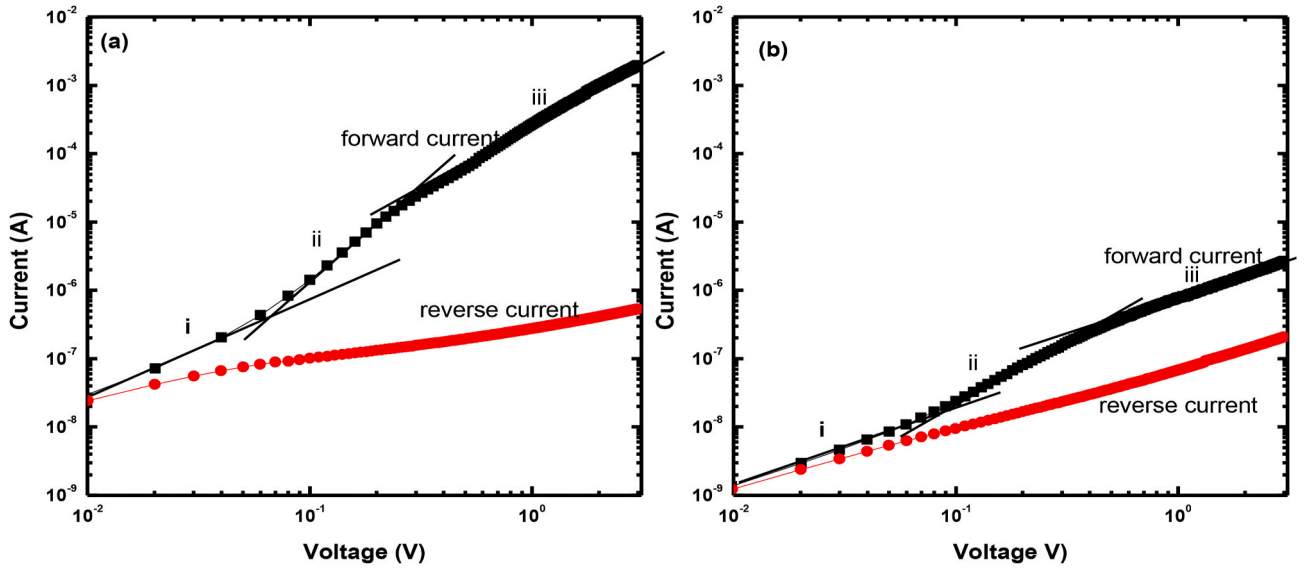 (a)
10⁻²
10⁻³
10⁻⁴
10⁻⁵
10⁻⁶
10⁻⁷
10⁻⁸
10⁻⁹
Current (A)
iii
forward current
ii
i
reverse current
10⁻² 10⁻¹ 10⁰
Voltage (V)
(b)
10⁻²
10⁻³
10⁻⁴
10⁻⁵
10⁻⁶
10⁻⁷
10⁻⁸
10⁻⁹
Current (A)
forward current
iii
ii
i
reverse current
10⁻² 10⁻¹ 10⁰
Voltage V)